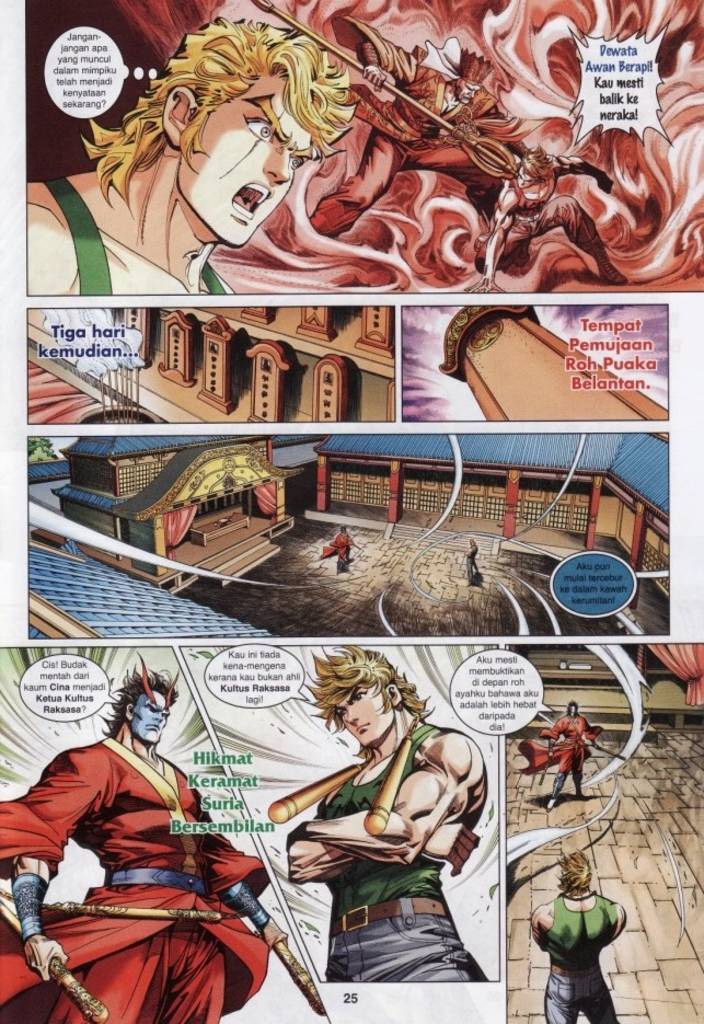 Jangan-
jangan apa
yang muncul
dalam mimpiku
telah menjadi
kenyataan
sekarang?
Dewata
Awan Berapi!
Kau mesti
balik ke
neraka!
Tiga hari
kemudian...
Tempat
Pemujaan
Roh Puaka
Belantan.
Aku pun
mulai tercebur
ke dalam kawah
kerumitan!
Cis! Budak
mentah dari
kaum Cina menjadi
Ketua Kultus
Raksasa?
Hikmat
Keramat
Suria
Bersembilan
Kau ini tiada
kena-mengena
kerana kau bukan ahli
Kultus Raksasa
lagi!
Aku mesti
membuktikan
di depan roh
ayahku bahawa aku
adalah lebih hebat
daripada
dia!
25